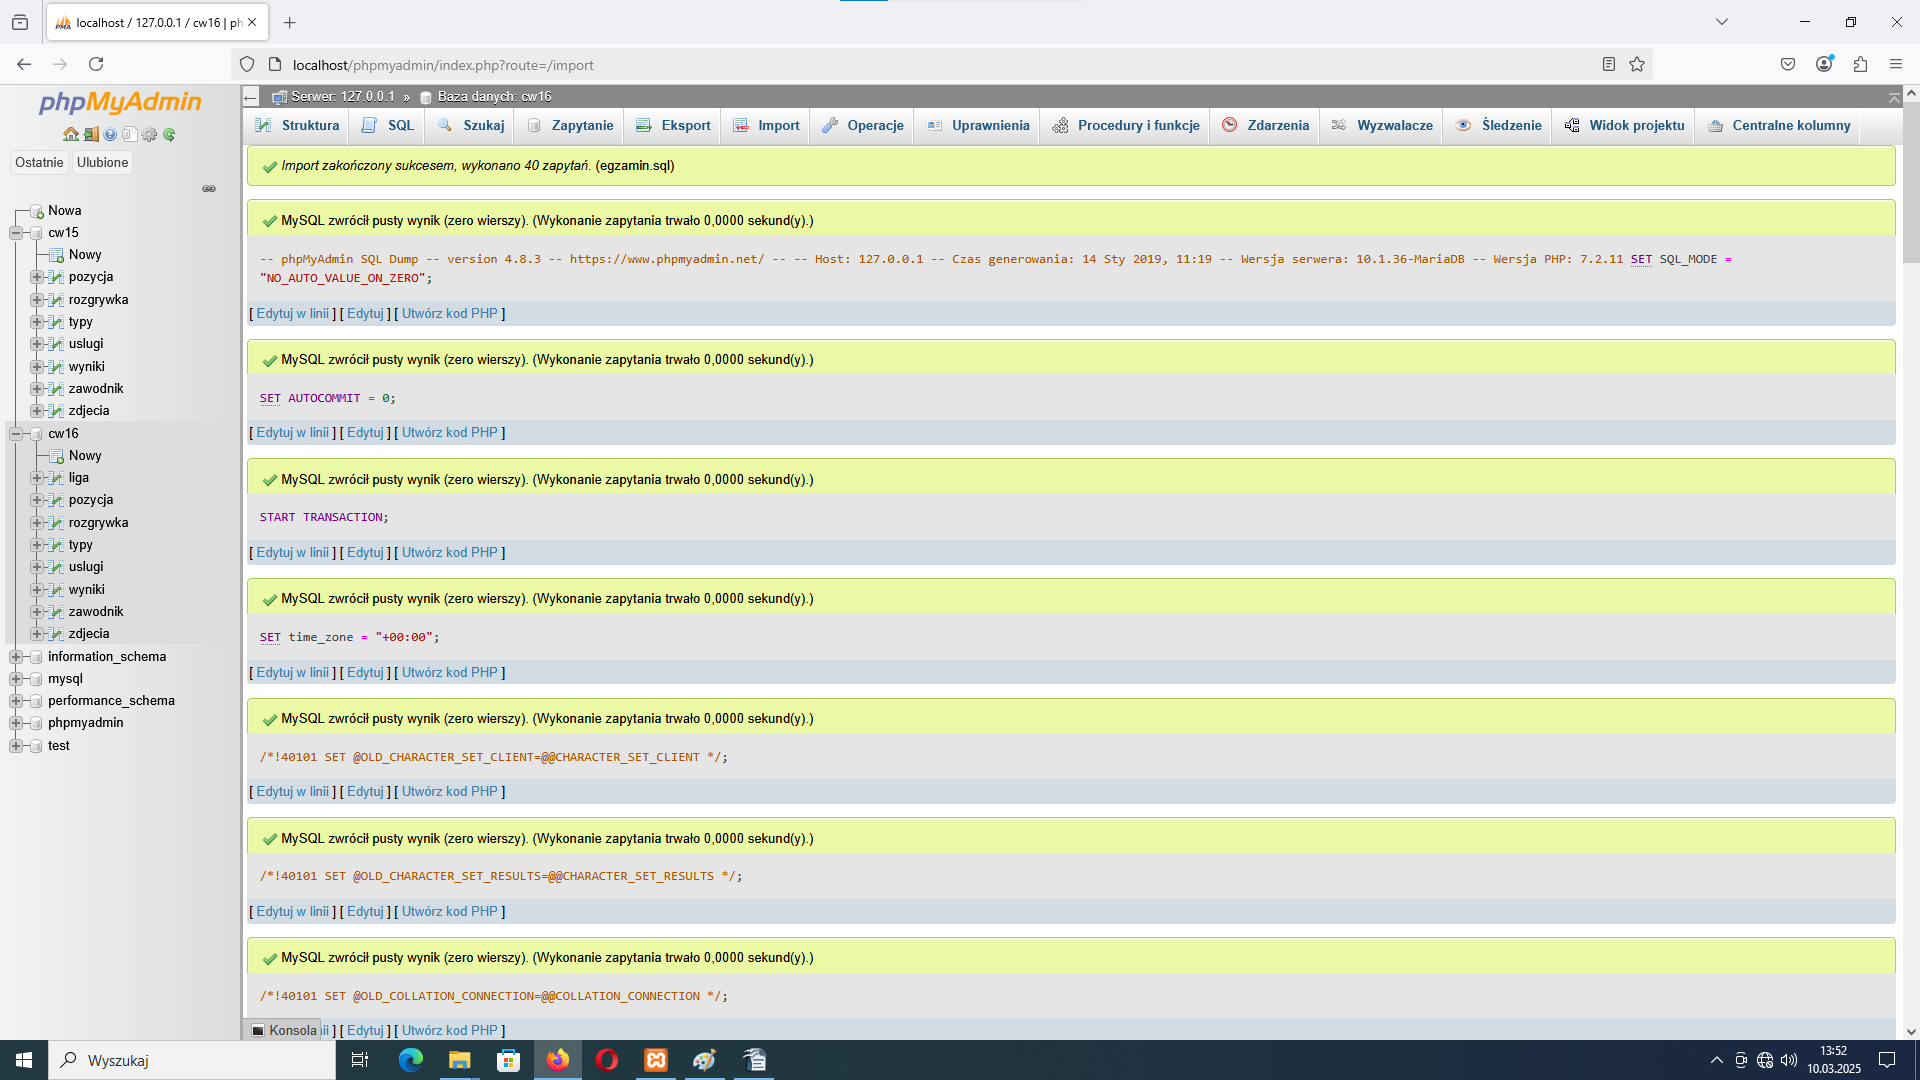 localhost / 127.0.0.1 / cw16 | ph
localhost/phpmyadmin/index.php?route=/import
phpMyAdmin
Ostatnie Ulubione
Nowa
cw15
Nowy
pozycja
rozgrywka
typy
uslugi
wyniki
zawodnik
zdjecia
cw16
Nowy
liga
pozycja
rozgrywka
typy
uslugi
wyniki
zawodnik
zdjecia
information_schema
mysql
performance_schema
phpmyadmin
test
Serwer: 127.0.0.1 » Baza danych: cw16
Struktura SQL Szukaj Zapytanie Eksport Import Operacje Uprawnienia Procedury i funkcje Zdarzenia Wyzwalacze Śledzenie Widok projektu Centralne kolumny
Import zakończony sukcesem, wykonano 40 zapytań. (egzamin.sql)
MySQL zwrócił pusty wynik (zero wierszy). (Wykonanie zapytania trwało 0,0000 sekund(y).)
-- phpMyAdmin SQL Dump -- version 4.8.3 -- https://www.phpmyadmin.net/ -- -- Host: 127.0.0.1 -- Czas generowania: 14 Sty 2019, 11:19 -- Wersja serwera: 10.1.36-MariaDB -- Wersja PHP: 7.2.11 SET SQL_MODE =
"NO_AUTO_VALUE_ON_ZERO";
[ Edytuj w linii ] [ Edytuj ] [ Utwórz kod PHP ]
MySQL zwrócił pusty wynik (zero wierszy). (Wykonanie zapytania trwało 0,0000 sekund(y).)
SET AUTOCOMMIT = 0;
[ Edytuj w linii ] [ Edytuj ] [ Utwórz kod PHP ]
MySQL zwrócił pusty wynik (zero wierszy). (Wykonanie zapytania trwało 0,0000 sekund(y).)
START TRANSACTION;
[ Edytuj w linii ] [ Edytuj ] [ Utwórz kod PHP ]
MySQL zwrócił pusty wynik (zero wierszy). (Wykonanie zapytania trwało 0,0000 sekund(y).)
SET time_zone = "+00:00";
[ Edytuj w linii ] [ Edytuj ] [ Utwórz kod PHP ]
MySQL zwrócił pusty wynik (zero wierszy). (Wykonanie zapytania trwało 0,0000 sekund(y).)
/*!40101 SET @OLD_CHARACTER_SET_CLIENT=@@CHARACTER_SET_CLIENT */;
[ Edytuj w linii ] [ Edytuj ] [ Utwórz kod PHP ]
MySQL zwrócił pusty wynik (zero wierszy). (Wykonanie zapytania trwało 0,0000 sekund(y).)
/*!40101 SET @OLD_CHARACTER_SET_RESULTS=@@CHARACTER_SET_RESULTS */;
[ Edytuj w linii ] [ Edytuj ] [ Utwórz kod PHP ]
MySQL zwrócił pusty wynik (zero wierszy). (Wykonanie zapytania trwało 0,0000 sekund(y).)
/*!40101 SET @OLD_COLLATION_CONNECTION=@@COLLATION_CONNECTION */;
Konsola ii ] [ Edytuj ] [ Utwórz kod PHP ]
Wyszukaj
13:52
10.03.2025